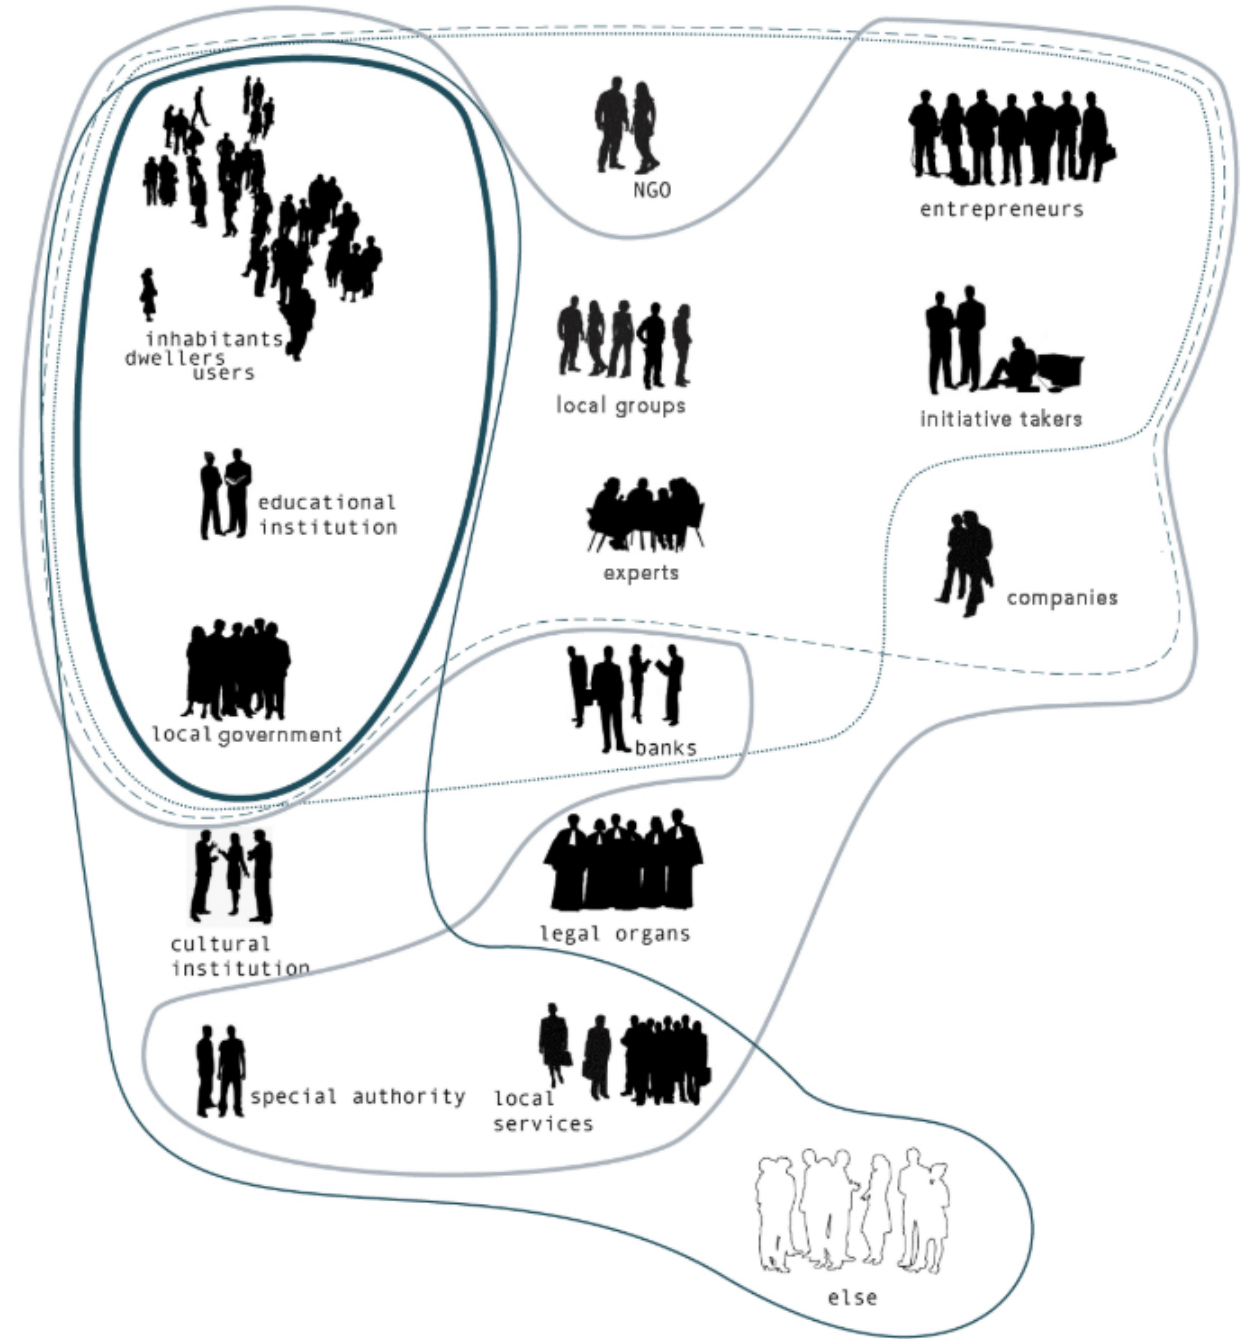 NGO
entrepreneurs
inhabitants
dwellers
users
local groups
initiative takers
educational
institution
experts
companies
local government
banks
cultural
institution
legal organs
special authority
local
services
else